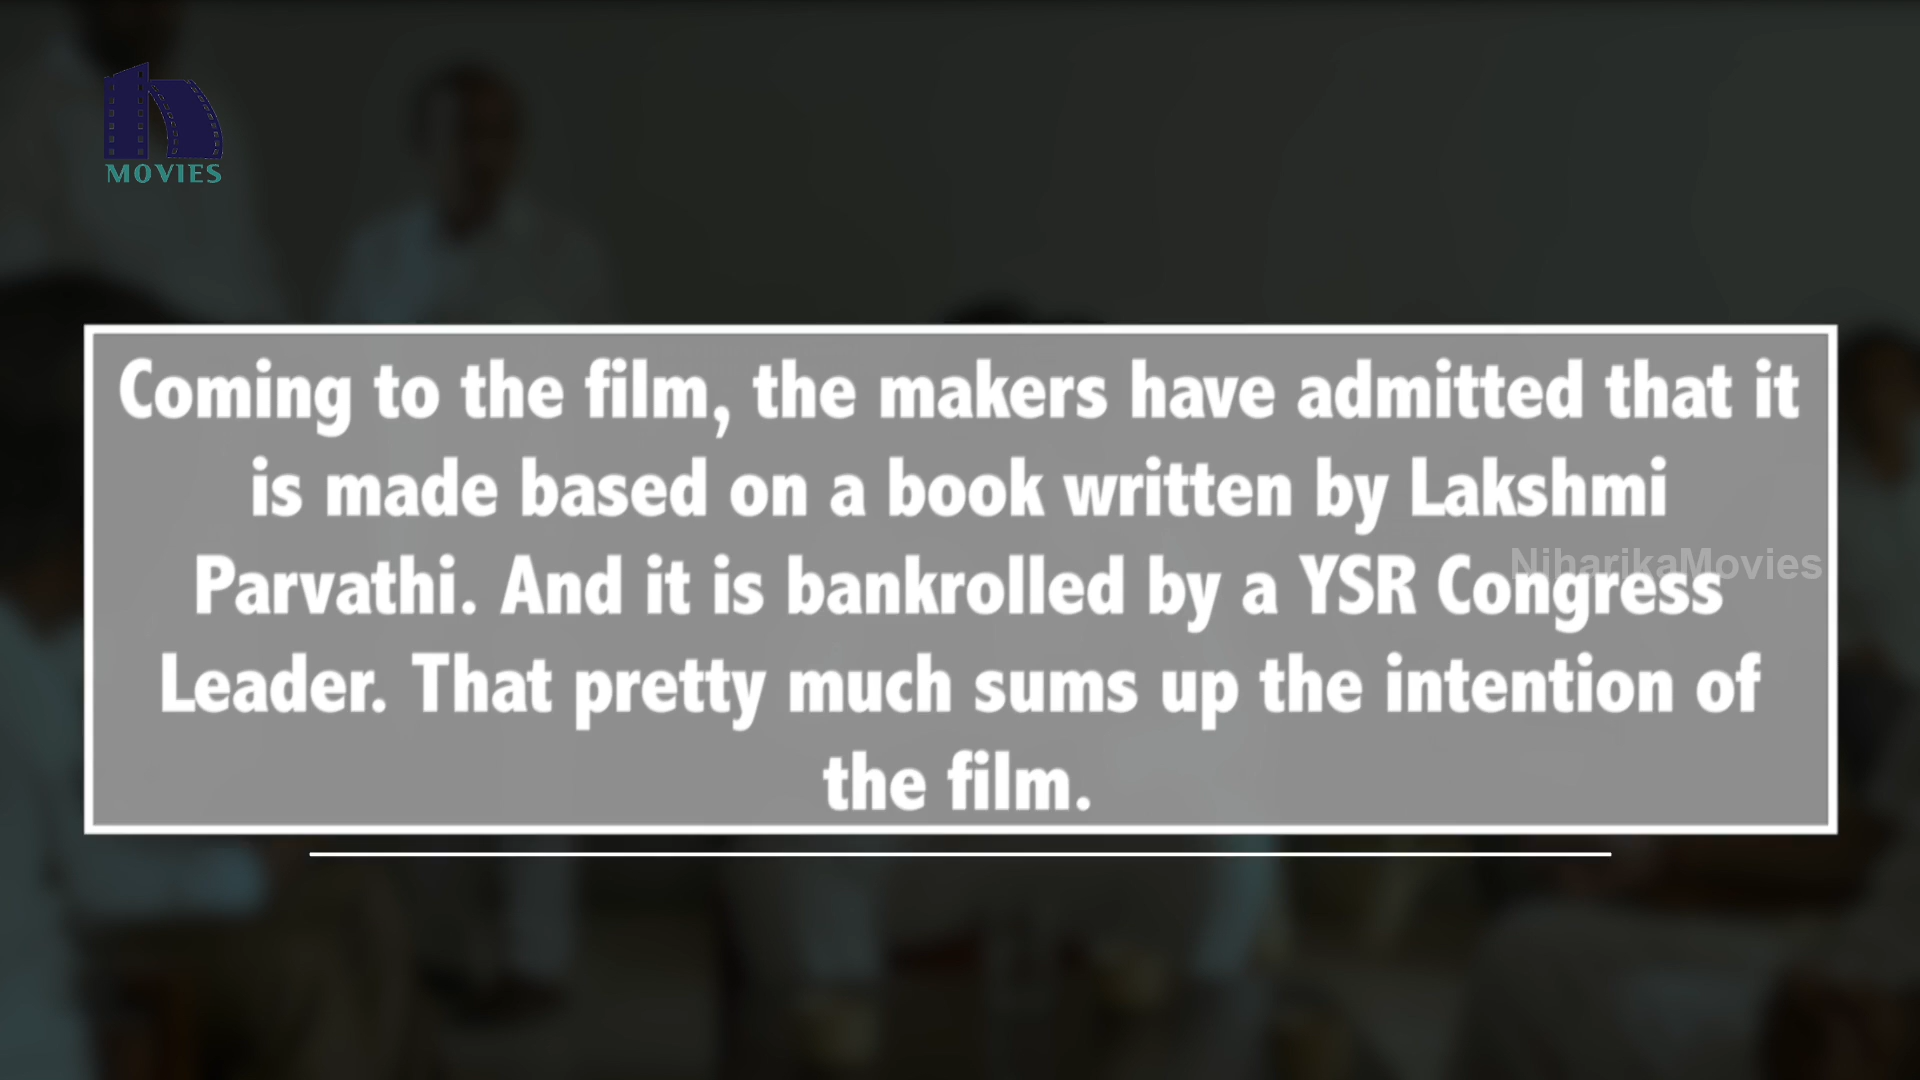 MOVIES
Coming to the film, the makers have admitted that it
is made based on a book written by Lakshmi
Parvathi. And it is bankrolled by a YSR Congress
Leader. That pretty much sums up the intention of
the film.
NiharikaMovies